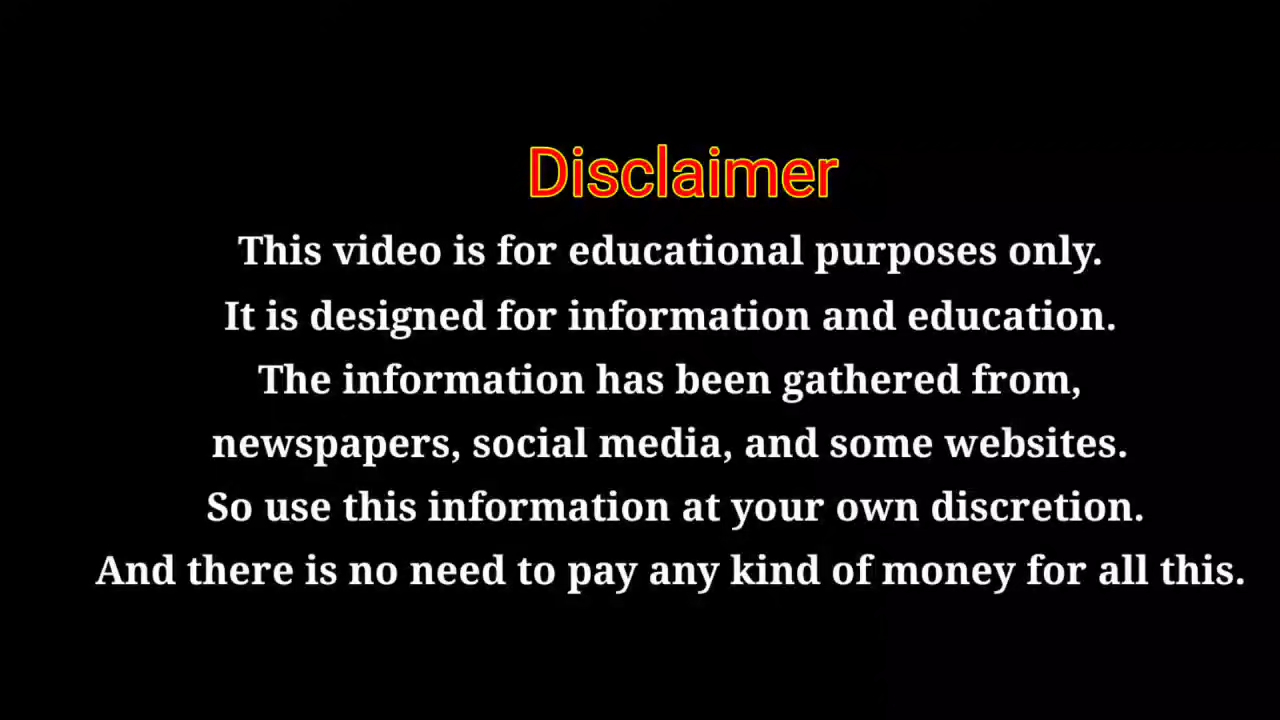 Disclaimer
This video is for educational purposes only.
It is designed for information and education.
The information has been gathered from,
newspapers, social media, and some websites.
So use this information at your own discretion.
And there is no need to pay any kind of money for all this.